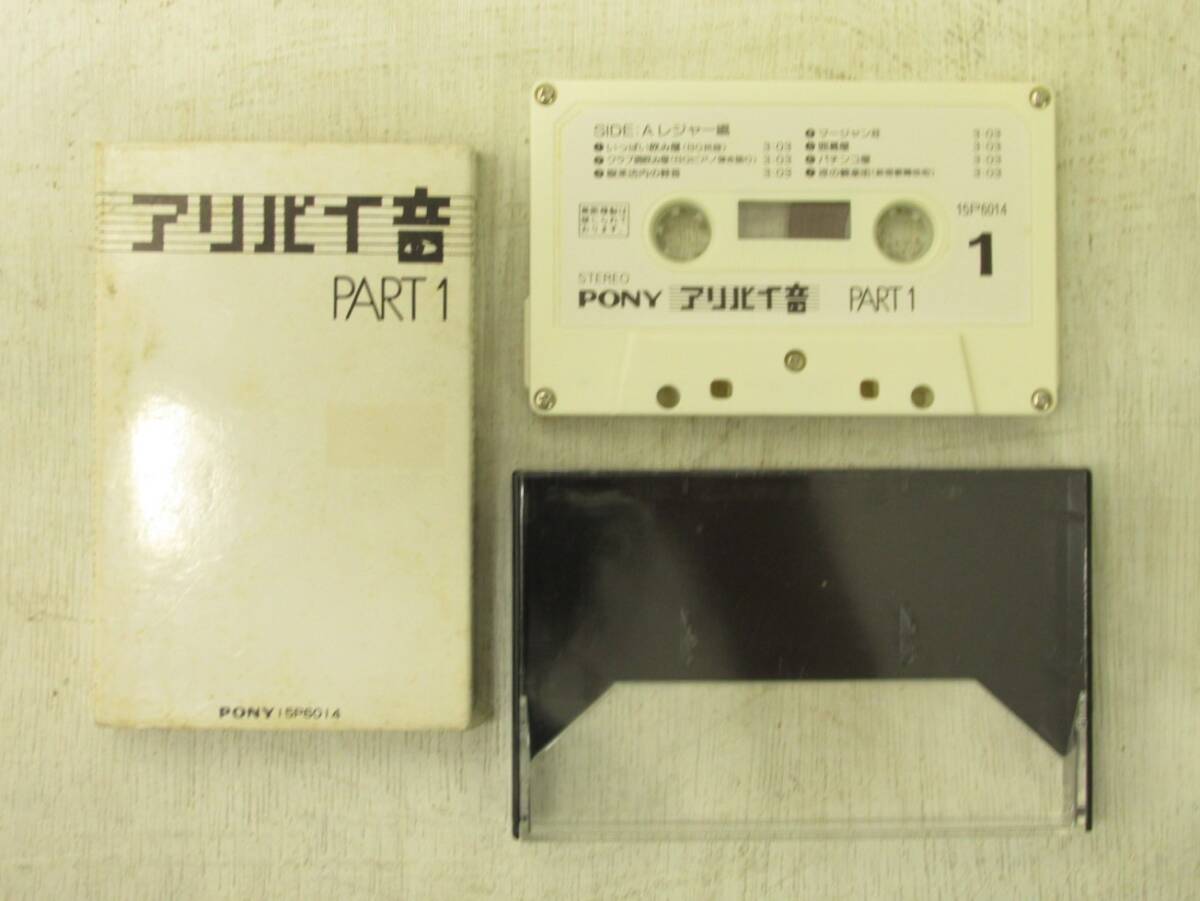 アリバイ音
PART 1
PONY 15P6014
SIDE:A レジャー編
いっぱい飲み屋 3:03
クラブ 3:03
3:03
マージャン荘 3:03
3:03
パチンコ屋 3:03
3:03
15P6014
1
STEREO
PONY アリバイ音 PART 1